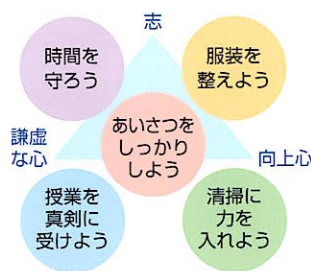 志
時間を
守ろう
服装を
整えよう
あいさつを
しっかり
しよう
謙虚
な心
向上心
授業を
真剣に
受けよう
清掃に
力を
入れよう